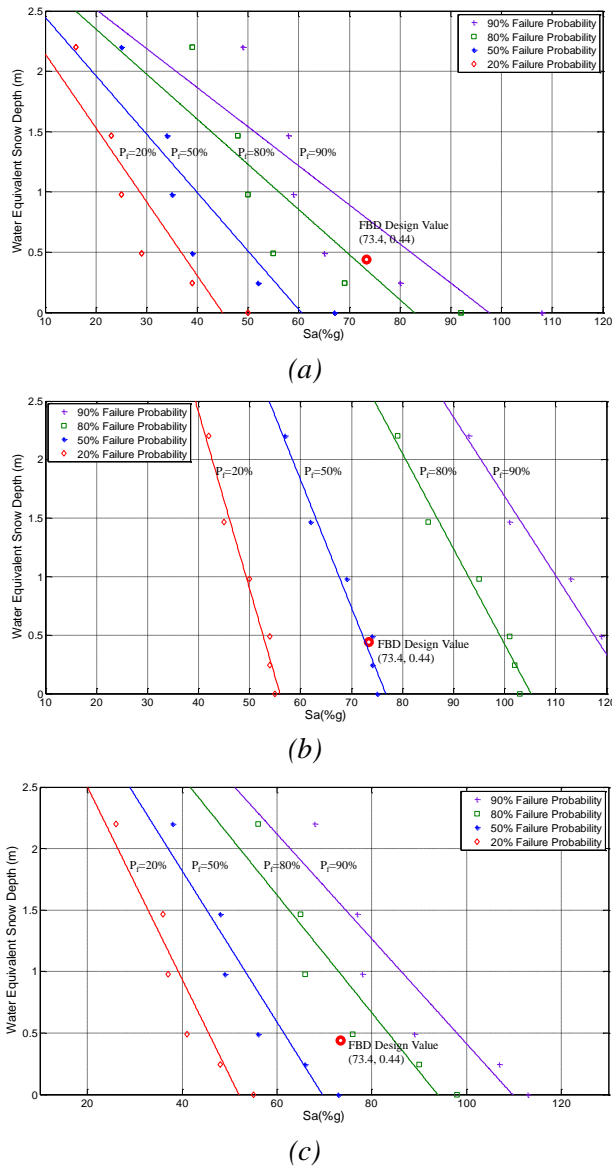 2.5
2
1.5
1
0.5
0
Water Equivalent Snow Depth (m)
90% Failure Probability
80% Failure Probability
50% Failure Probability
20% Failure Probability
Pf=20% Pf=50% Pf=80% Pf=90%
FBD Design Value
(73.4, 0.44)
10 20 30 40 50 60 70 80 90 100 110 120
Sa(%g)
(a)
2.5
2
1.5
1
0.5
0
Water Equivalent Snow Depth (m)
90% Failure Probability
80% Failure Probability
50% Failure Probability
20% Failure Probability
Pf=20% Pf=50% Pf=80% Pf=90%
FBD Design Value
(73.4, 0.44)
10 20 30 40 50 60 70 80 90 100 110 120
Sa(%g)
(b)
2.5
2
1.5
1
0.5
0
Water Equivalent Snow Depth (m)
90% Failure Probability
80% Failure Probability
50% Failure Probability
20% Failure Probability
Pf=20% Pf=50% Pf=80% Pf=90%
FBD Design Value
(73.4, 0.44)
20 40 60 80 100 120
Sa(%g)
(c)